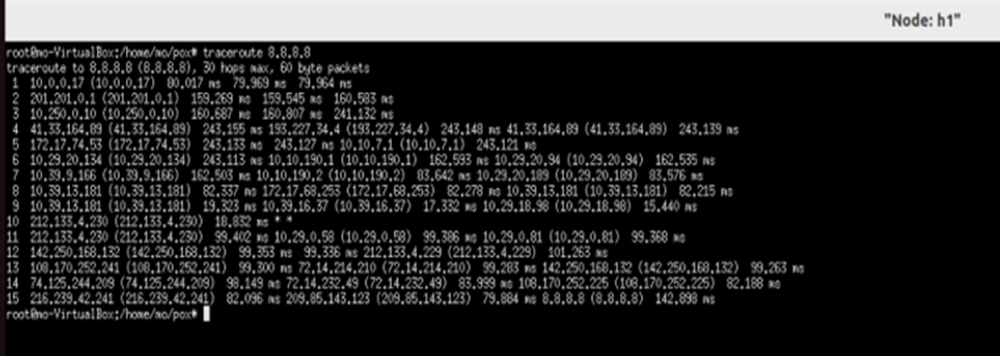 "Node: h1"
root@mo-VirtualBox:/home/mo/pox# traceroute 8.8.8.8
traceroute to 8.8.8.8 (8.8.8.8), 30 hops max, 60 byte packets
1 10.0.0.17 (10.0.0.17) 80.017 ms 79.969 ms 79.964 ms
2 201.201.0.1 (201.201.0.1) 159.269 ms 159.545 ms 160.583 ms
3 10.250.0.10 (10.250.0.10) 160.687 ms 160.807 ms 241.132 ms
4 41.33.164.89 (41.33.164.89) 243.155 ms 193.227.34.4 (193.227.34.4) 243.148 ms 41.33.164.89 (41.33.164.89) 243.139 ms
5 172.17.74.53 (172.17.74.53) 243.133 ms 243.127 ms 10.10.7.1 (10.10.7.1) 243.121 ms
6 10.29.20.134 (10.29.20.134) 243.113 ms 10.10.190.1 (10.10.190.1) 162.593 ms 10.29.20.94 (10.29.20.94) 162.535 ms
7 10.39.9.166 (10.39.9.166) 162.503 ms 10.10.190.2 (10.10.190.2) 83.642 ms 10.29.20.189 (10.29.20.189) 83.576 ms
8 10.39.13.181 (10.39.13.181) 82.337 ms 172.17.68.253 (172.17.68.253) 82.278 ms 10.39.13.181 (10.39.13.181) 82.215 ms
9 10.39.13.181 (10.39.13.181) 19.323 ms 10.39.16.37 (10.39.16.37) 17.332 ms 10.29.18.98 (10.29.18.98) 15.440 ms
10 212.133.4.230 (212.133.4.230) 18.832 ms * *
11 212.133.4.230 (212.133.4.230) 99.402 ms 10.29.0.58 (10.29.0.58) 99.386 ms 10.29.0.81 (10.29.0.81) 99.368 ms
12 142.250.168.132 (142.250.168.132) 99.353 ms 99.336 ms 212.133.4.229 (212.133.4.229) 101.263 ms
13 108.170.252.241 (108.170.252.241) 99.300 ms 72.14.214.210 (72.14.214.210) 99.283 ms 142.250.168.132 (142.250.168.132) 99.263 ms
14 74.125.244.209 (74.125.244.209) 98.149 ms 72.14.232.49 (72.14.232.49) 83.999 ms 108.170.252.225 (108.170.252.225) 82.188 ms
15 216.239.42.241 (216.239.42.241) 82.096 ms 209.85.143.123 (209.85.143.123) 79.884 ms 8.8.8.8 (8.8.8.8) 142.898 ms
root@mo-VirtualBox:/home/mo/pox#